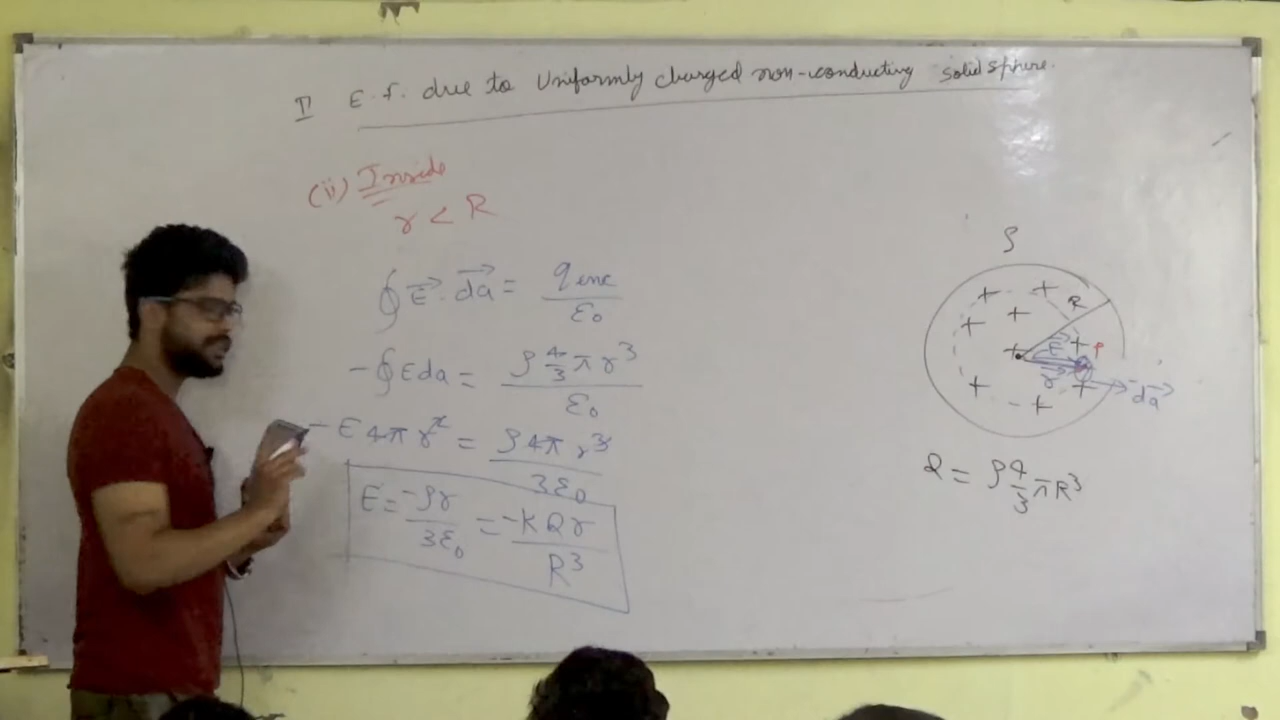 II E.f. due to Uniformly charged non-conducting solid sphere.
(ii) Inside
r < R
∮ E⃗ . da⃗ = q enc / ε₀
- ∮ E da = ρ 4/3 π r³ / ε₀
- E 4π r² = ρ 4π r³ / 3ε₀
E = -ρr / 3ε₀ = -KQr / R³
ρ
R
E⃗
P
r⃗
da⃗
Q = ρ 4/3 π R³